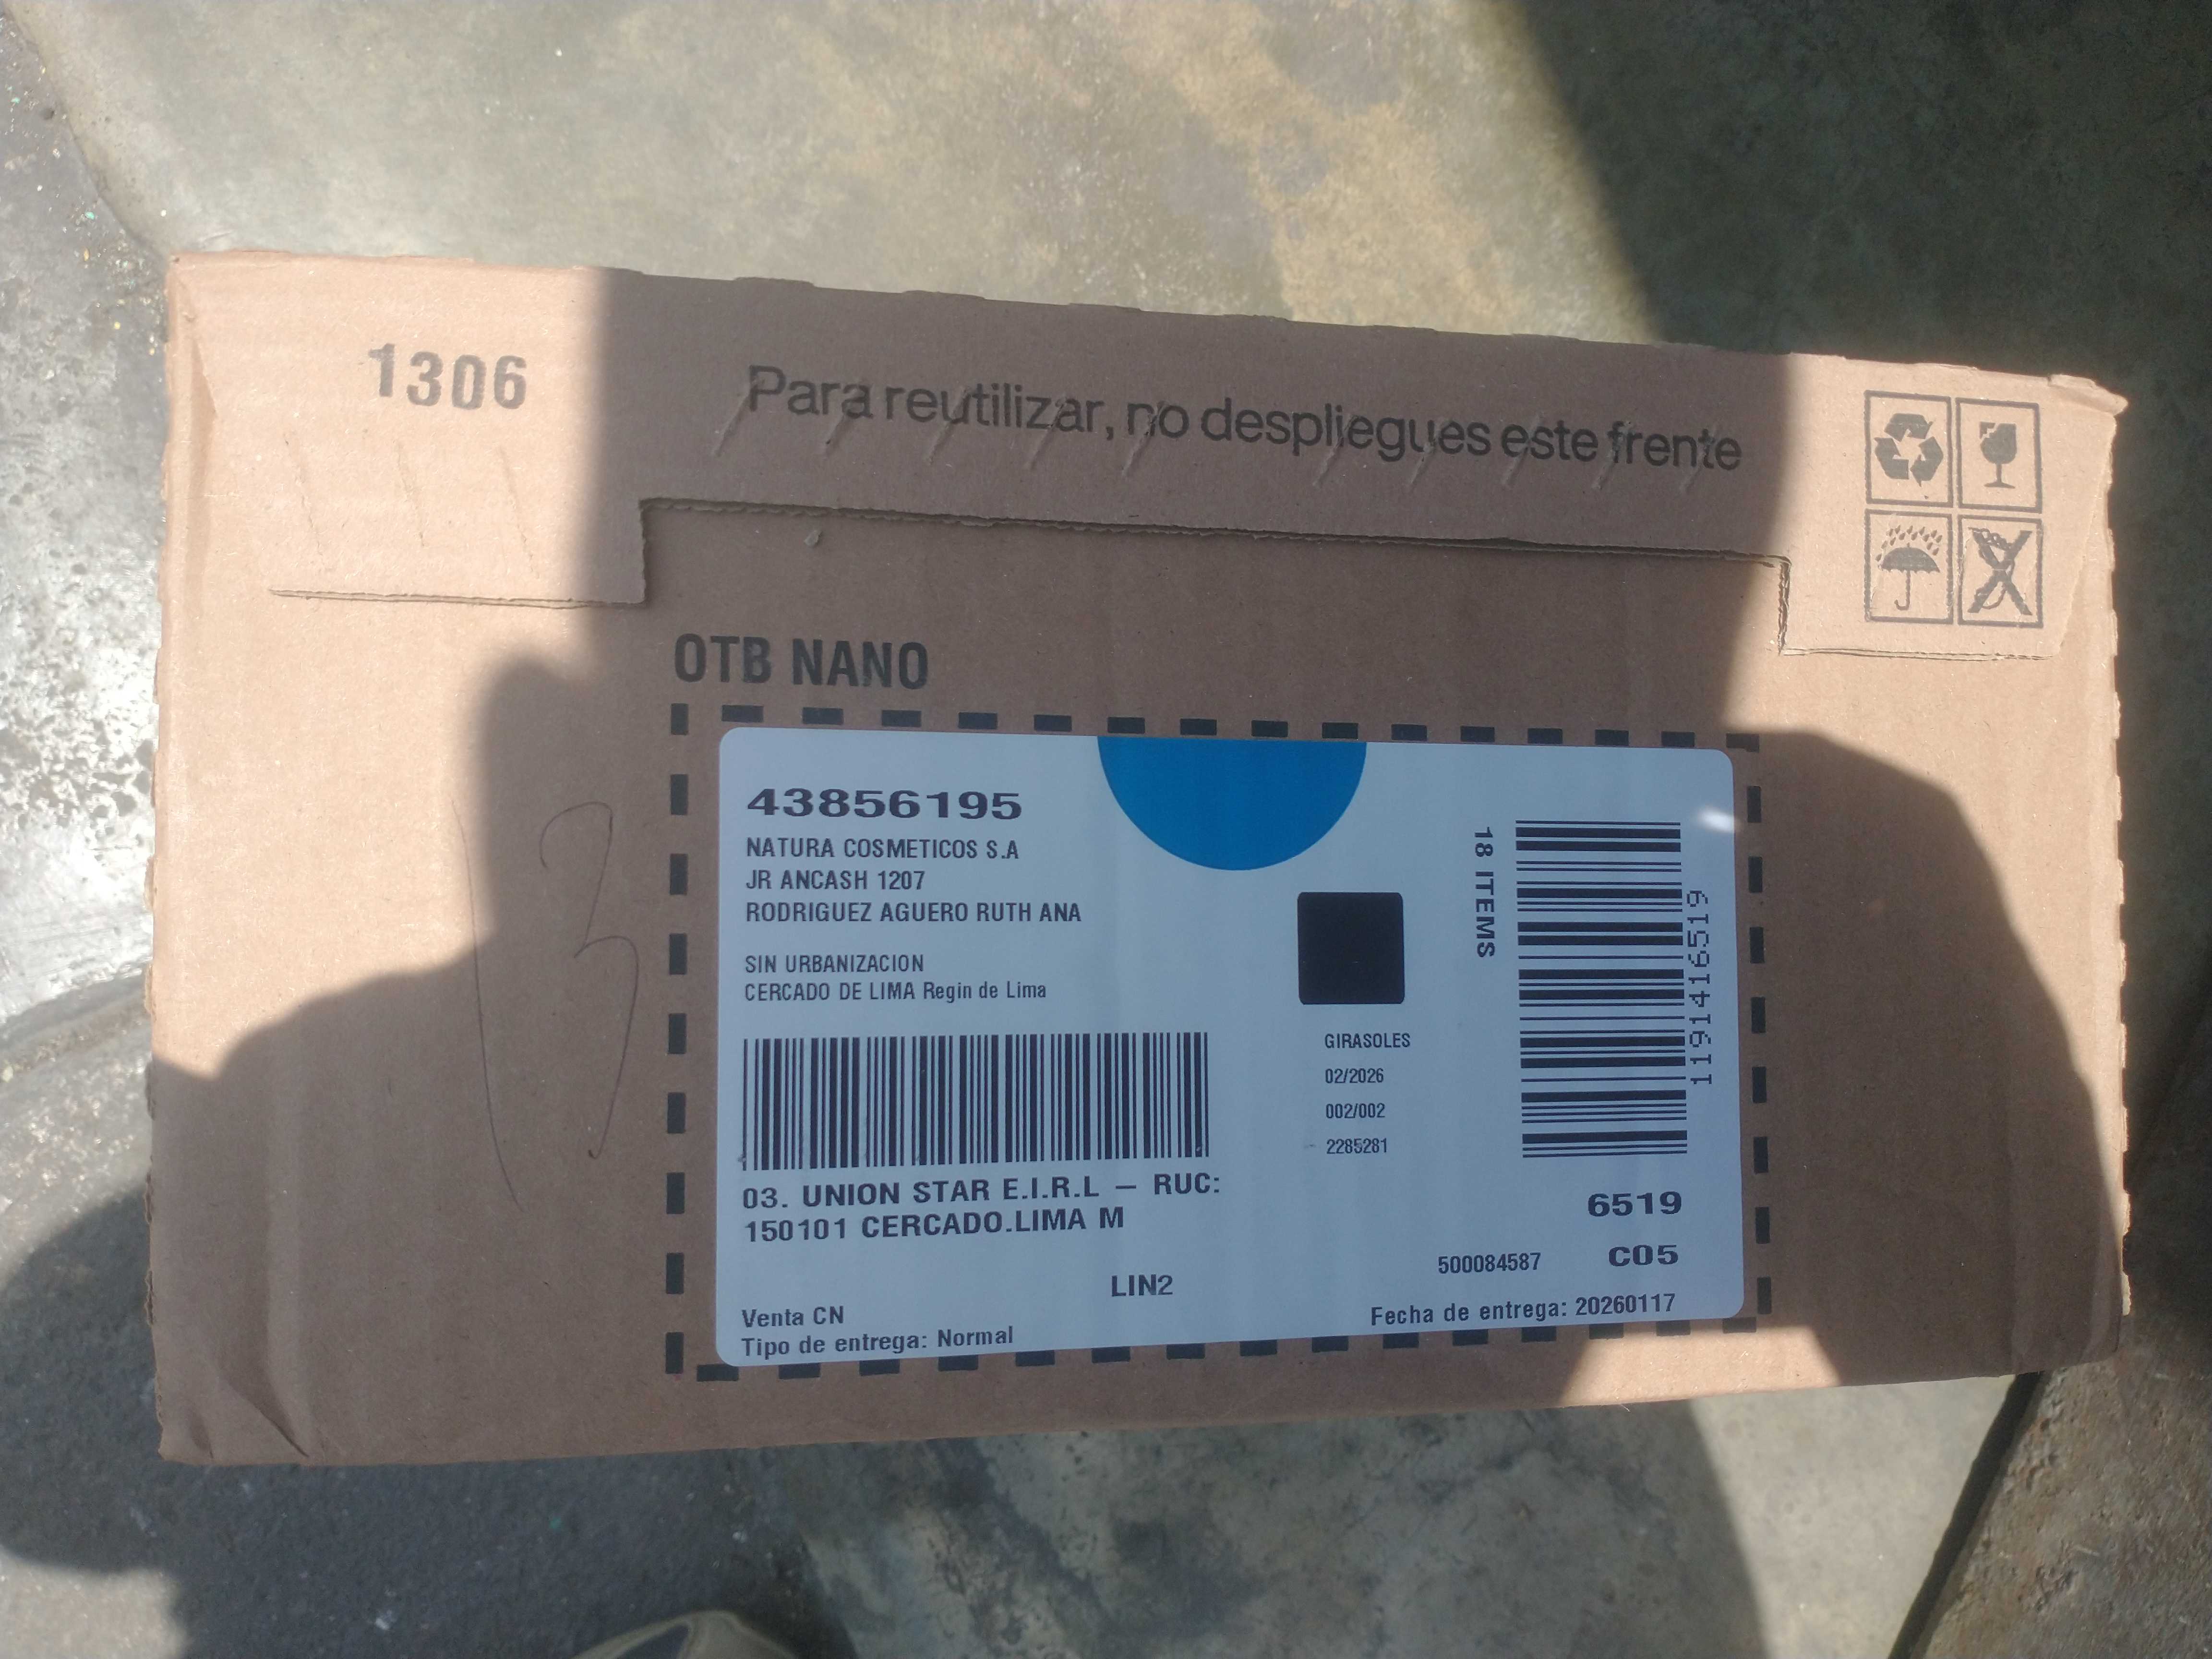 1306
Para reutilizar, no despliegues este frente
OTB NANO
13
43856195
NATURA COSMETICOS S.A
JR ANCASH 1207
RODRIGUEZ AGUERO RUTH ANA
SIN URBANIZACION
CERCADO DE LIMA Regin de Lima
18 ITEMS
1191416519
GIRASOLES
02/2026
002/002
2285281
03. UNION STAR E.I.R.L — RUC:
150101 CERCADO.LIMA M
6519
500084587 C05
LIN2
Venta CN
Tipo de entrega: Normal
Fecha de entrega: 20260117